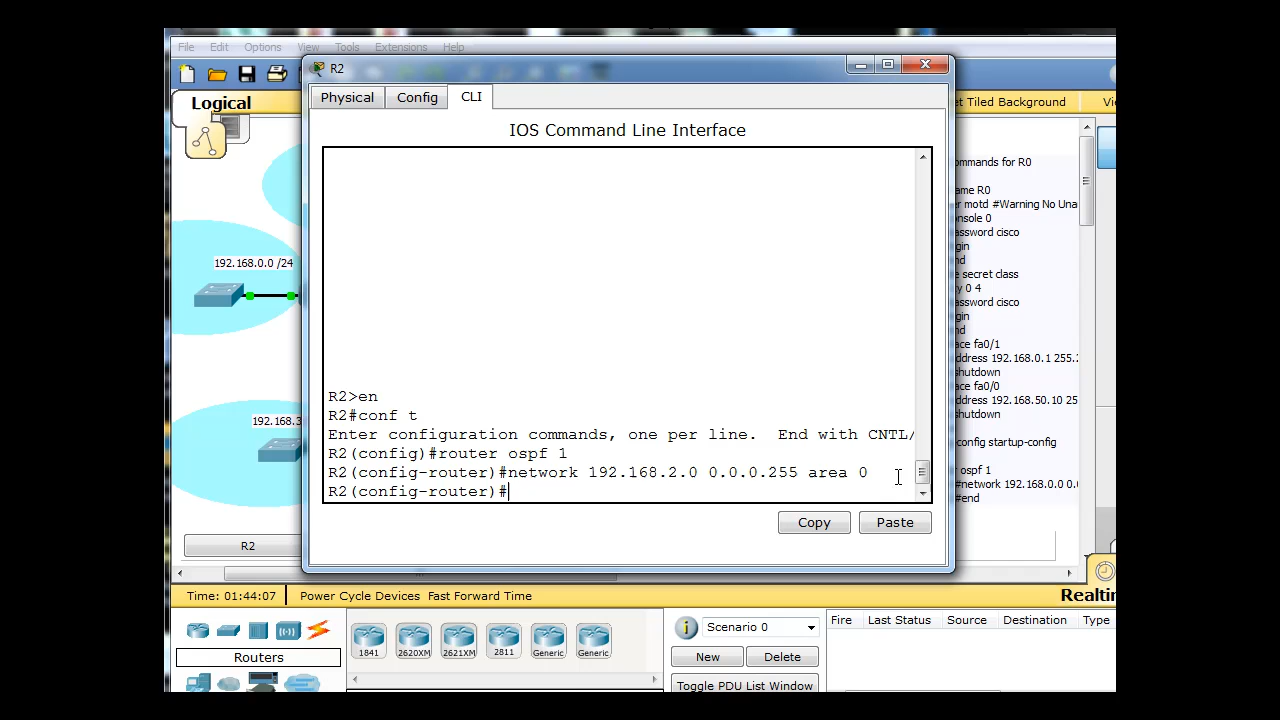 File Edit Options View Tools Extensions Help
R2
Logical
et Tiled Background
Physical Config CLI
IOS Command Line Interface
192.168.0.0 /24
192.168.3
R2>en
R2#conf t
Enter configuration commands, one per line. End with CNTL/
R2(config)#router ospf 1
R2(config-router)#network 192.168.2.0 0.0.0.255 area 0
R2(config-router)#
Copy Paste
ommands for R0
ame R0
er motd #Warning No Una
onsole 0
assword cisco
gin
nd
e secret class
y 0 4
assword cisco
gin
nd
ace fa0/1
ddress 192.168.0.1 255.
shutdown
ace fa0/0
ddress 192.168.50.10 25
shutdown
-config startup-config
r ospf 1
#network 192.168.0.0 0.
#end
R2
Time: 01:44:07 Power Cycle Devices Fast Forward Time
Realtin
Routers
1841 2620XM 2621XM 2811 Generic Generic
Scenario 0
New Delete
Toggle PDU List Window
Fire Last Status Source Destination Type